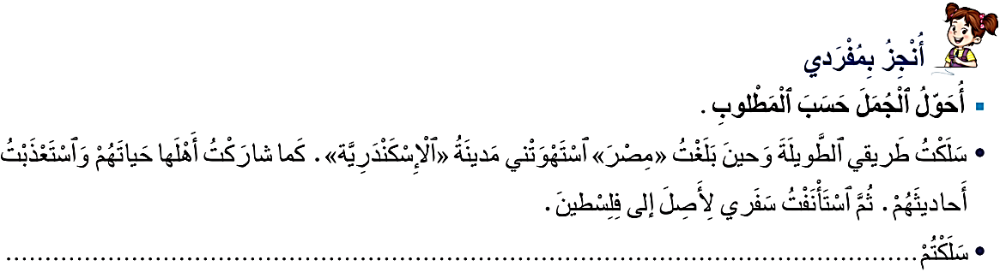 أُنْجِزُ بِمُفْرَدي
▪ أُحَوِّلُ ٱلْجُمَلَ حَسَبَ ٱلْمَطْلوبِ .
• سَلَكْتُ طَريقي ٱلطَّويلَةَ وَحينَ بَلَغْتُ «مِصْرَ» ٱسْتَهْوَتْني مَدينَةُ «ٱلْإِسْكَنْدَرِيَّة». كَما شارَكْتُ أَهْلَها حَياتَهُمْ وَٱسْتَعْذَبْتُ
أَحاديثَهُمْ. ثُمَّ ٱسْتَأْنَفْتُ سَفَري لِأَصِلَ إلى فِلِسْطينَ.
• سَلَكْتُمْ..............................................................................................................